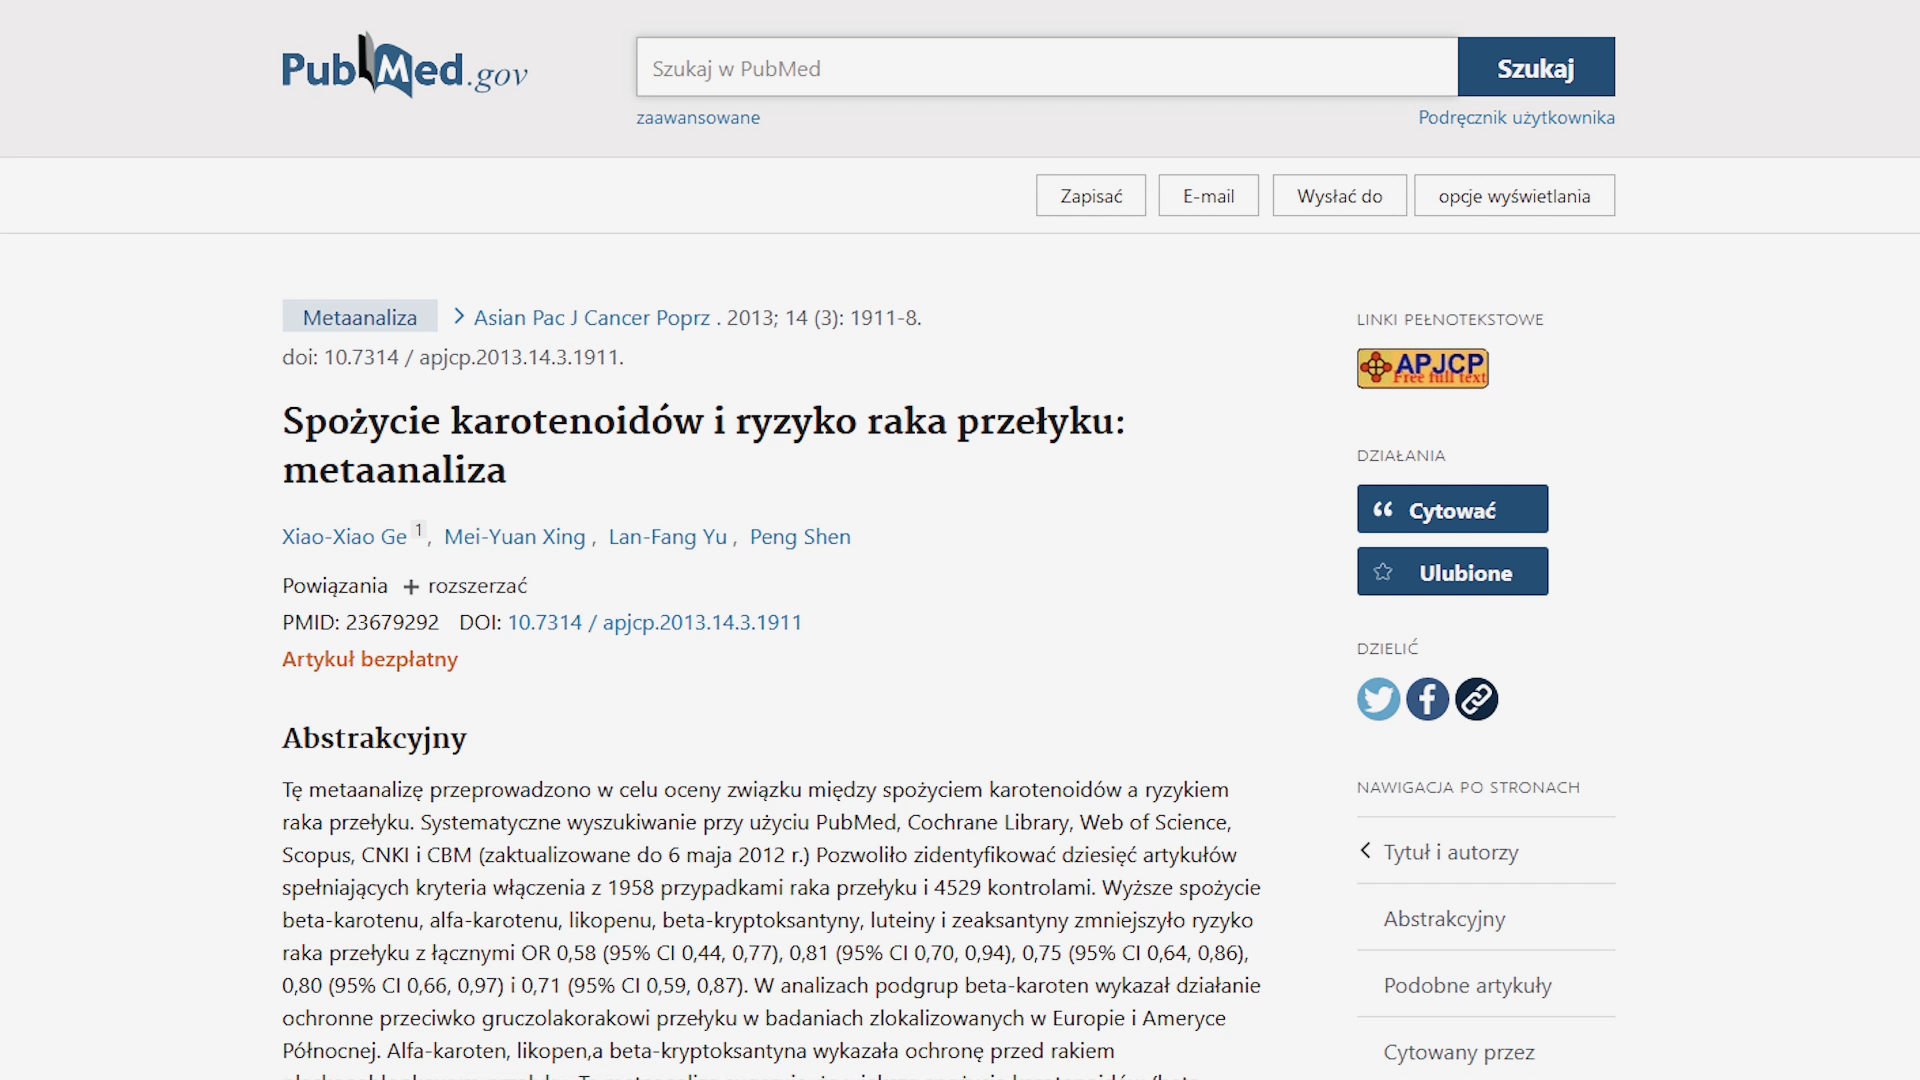 PubMed.gov
Szukaj w PubMed
Szukaj
zaawansowane
Podręcznik użytkownika
Zapisać
E-mail
Wysłać do
opcje wyświetlania
Metaanaliza
Asian Pac J Cancer Poprz . 2013; 14 (3): 1911-8.
doi: 10.7314 / apjcp.2013.14.3.1911.
Spożycie karotenoidów i ryzyko raka przełyku:
metaanaliza
Xiao-Xiao Ge 1 , Mei-Yuan Xing , Lan-Fang Yu , Peng Shen
Powiązania + rozszerzać
PMID: 23679292 DOI: 10.7314 / apjcp.2013.14.3.1911
Artykuł bezpłatny
Abstrakcyjny
Tę metaanalizę przeprowadzono w celu oceny związku między spożyciem karotenoidów a ryzykiem
raka przełyku. Systematyczne wyszukiwanie przy użyciu PubMed, Cochrane Library, Web of Science,
Scopus, CNKI i CBM (zaktualizowane do 6 maja 2012 r.) Pozwoliło zidentyfikować dziesięć artykułów
spełniających kryteria włączenia z 1958 przypadkami raka przełyku i 4529 kontrolami. Wyższe spożycie
beta-karotenu, alfa-karotenu, likopenu, beta-kryptoksantyny, luteiny i zeaksantyny zmniejszyło ryzyko
raka przełyku z łącznymi OR 0,58 (95% CI 0,44, 0,77), 0,81 (95% CI 0,70, 0,94), 0,75 (95% CI 0,64, 0,86),
0,80 (95% CI 0,66, 0,97) i 0,71 (95% CI 0,59, 0,87). W analizach podgrup beta-karoten wykazał działanie
ochronne przeciwko gruczolakorakowi przełyku w badaniach zlokalizowanych w Europie i Ameryce
Północnej. Alfa-karoten, likopen,a beta-kryptoksantyna wykazała ochronę przed rakiem
LINKI PEŁNOTEKSTOWE
APJCP
Free full text
DZIAŁANIA
Cytować
Ulubione
DZIELIĆ
NAWIGACJA PO STRONACH
Tytuł i autorzy
Abstrakcyjny
Podobne artykuły
Cytowany przez